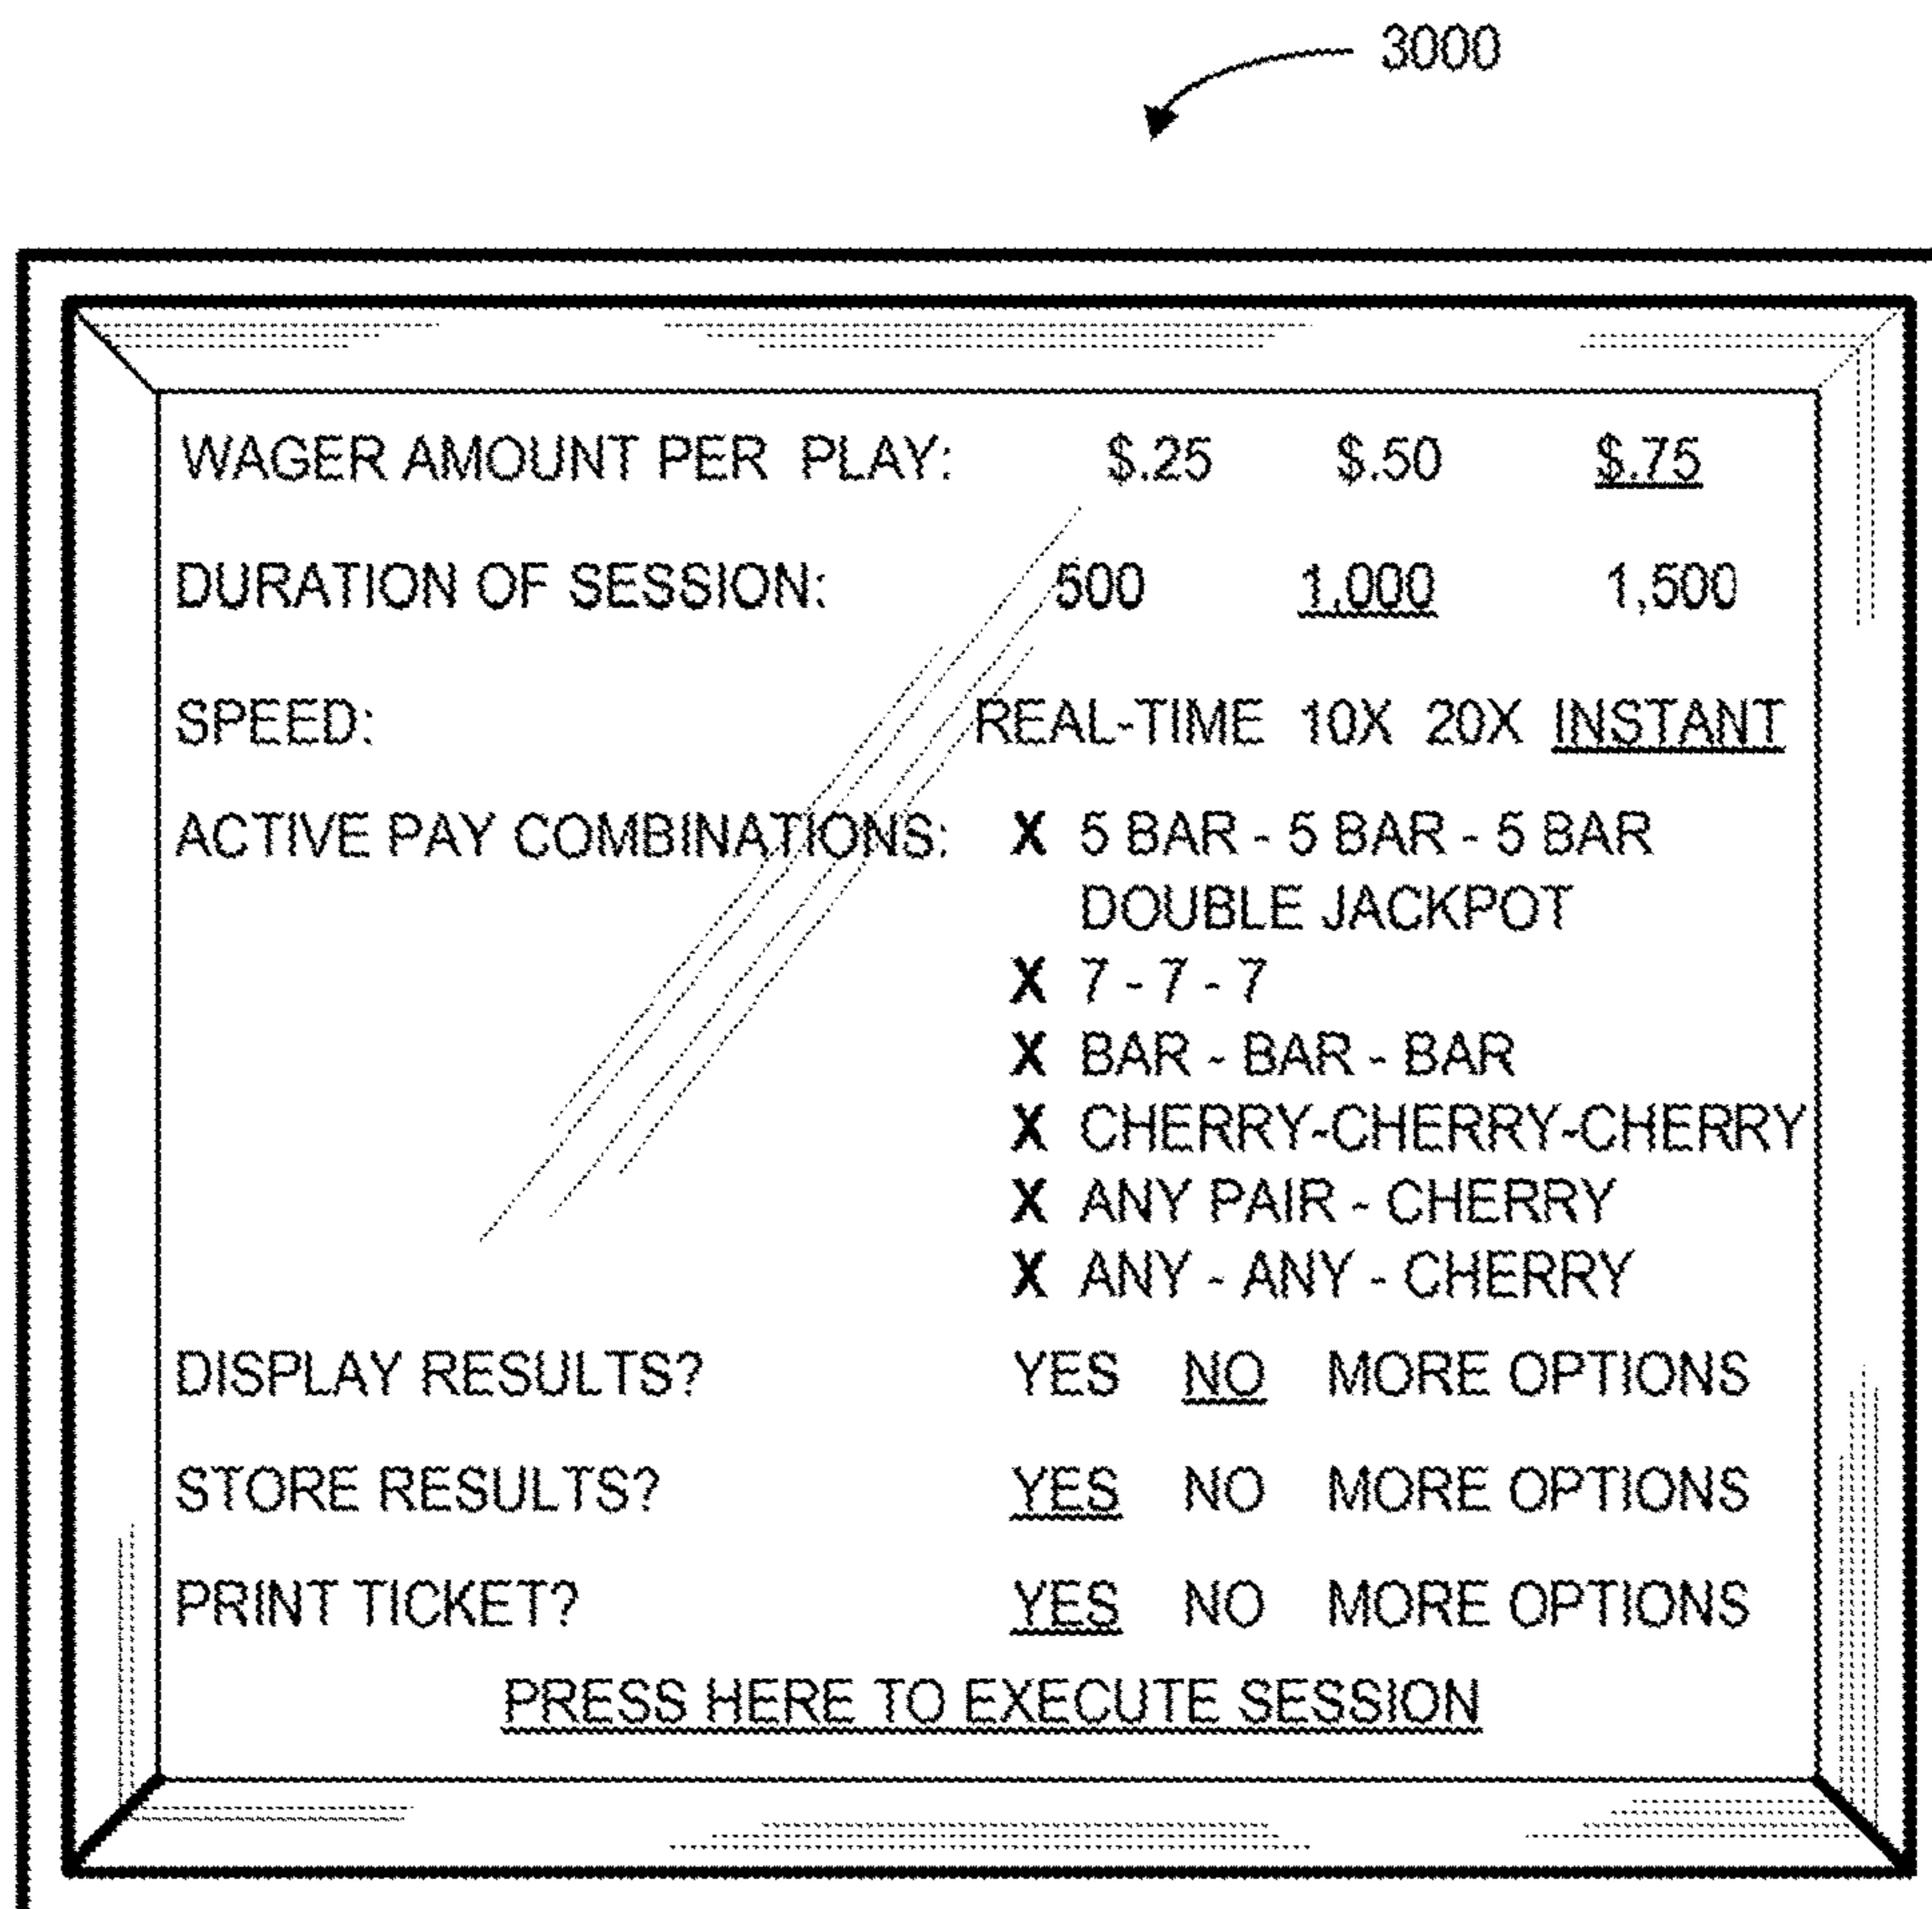 3000
WAGER AMOUNT PER PLAY: $.25 $.50 $.75
DURATION OF SESSION: 500 1,000 1,500
SPEED: REAL-TIME 10X 20X INSTANT
ACTIVE PAY COMBINATIONS: X 5 BAR - 5 BAR - 5 BAR
DOUBLE JACKPOT
X 7 - 7 - 7
X BAR - BAR - BAR
X CHERRY-CHERRY-CHERRY
X ANY PAIR - CHERRY
X ANY - ANY - CHERRY
DISPLAY RESULTS? YES NO MORE OPTIONS
STORE RESULTS? YES NO MORE OPTIONS
PRINT TICKET? YES NO MORE OPTIONS
PRESS HERE TO EXECUTE SESSION